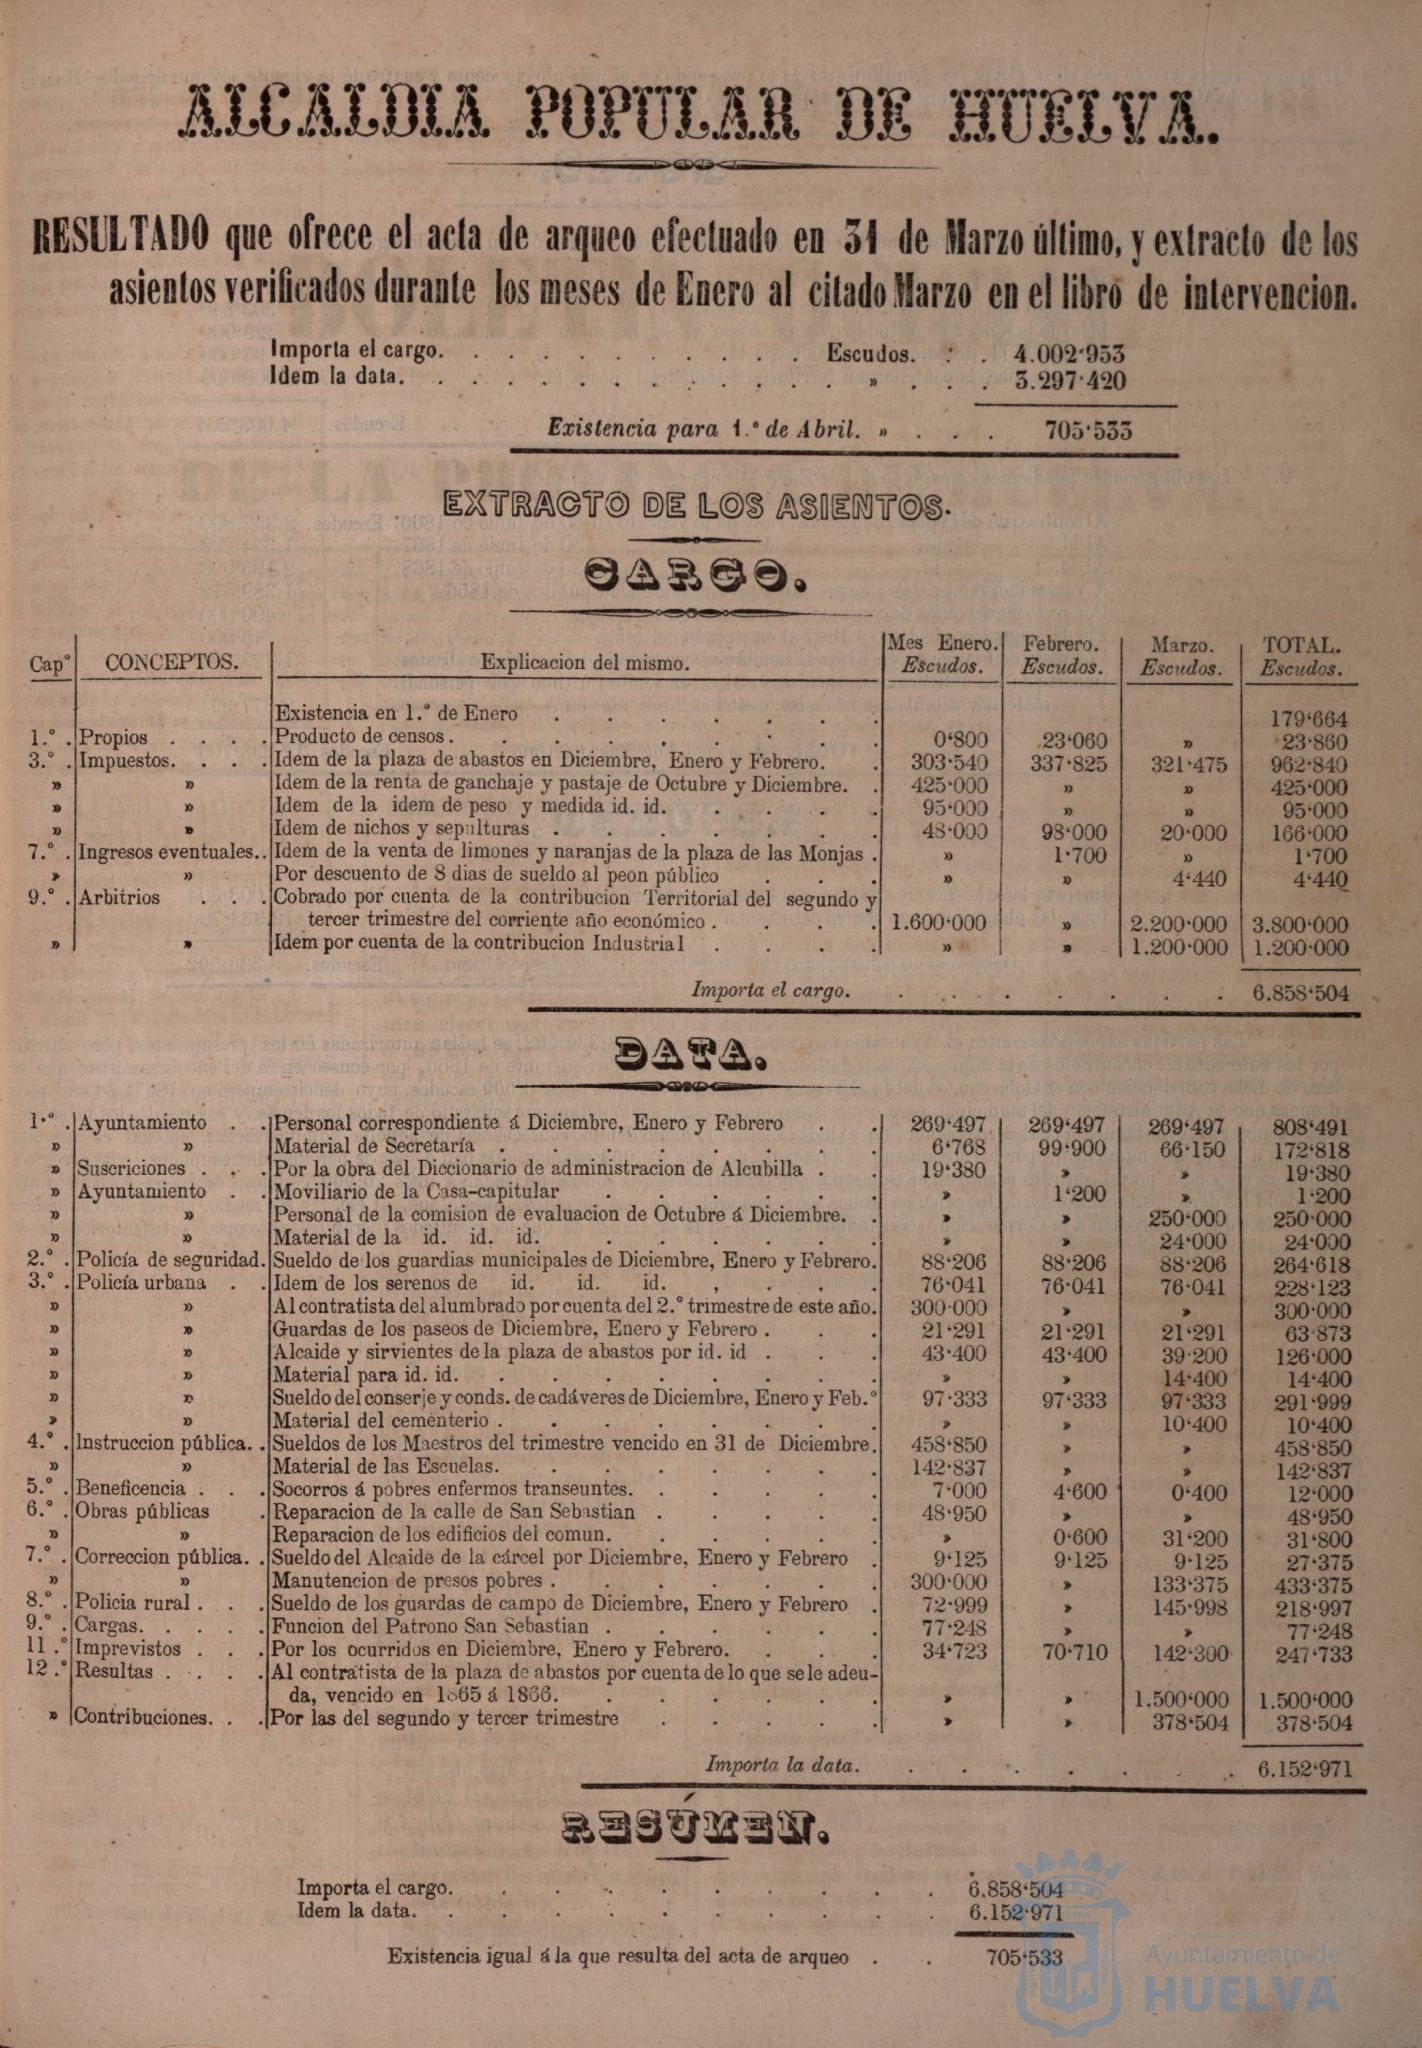 ALCALDIA POPULAR DE HUELVA.
RESULTADO que ofrece el acta de arqueo efectuado en 31 de Marzo último, y extracto de los
asientos verificados durante los meses de Enero al citado Marzo en el libro de intervencion.
Importa el cargo. . . . . . . . . . Escudos. : . 4.002‘953
Idem la data. . . . . . . . . . . . » . . . 3.297‘420
Existencia para 1.º de Abril. » . . . 705‘533
EXTRACTO DE LOS ASIENTOS.
CARGO.
Capº CONCEPTOS. Explicacion del mismo. Mes Enero. Escudos. Febrero. Escudos. Marzo. Escudos. TOTAL. Escudos.
Existencia en 1.º de Enero . . . . . . 179‘664
1.º . Propios . . . . Producto de censos . . . . . . . 0‘800 23‘060 » 23‘860
3.º . Impuestos. . . . Idem de la plaza de abastos en Diciembre, Enero y Febrero. . 303‘540 337‘825 321‘475 962‘840
» » Idem de la renta de ganchaje y pastaje de Octubre y Diciembre. . 425‘000 » » 425‘000
» » Idem de la idem de peso y medida id. id. . . . . 95‘000 » » 95‘000
» » Idem de nichos y sepulturas . . . . . . 48‘000 98‘000 20‘000 166‘000
7.º . Ingresos eventuales. . Idem de la venta de limones y naranjas de la plaza de las Monjas . » 1‘700 » 1‘700
» » Por descuento de 8 dias de sueldo al peon público . . . » » 4‘440 4‘440
9.º . Arbitrios . . . Cobrado por cuenta de la contribucion Territorial del segundo y
tercer trimestre del corriente año económico . . . . 1.600‘000 » 2.200‘000 3.800‘000
» » Idem por cuenta de la contribucion Industrial . . . . » » 1.200‘000 1.200‘000
Importa el cargo. . . . . . . . 6.858‘504
DATA.
1.º . Ayuntamiento . . Personal correspondiente á Diciembre, Enero y Febrero . . 269‘497 269‘497 269‘497 808‘491
» » Material de Secretaría . . . . . . . 6‘768 99‘900 66‘150 172‘818
» Suscriciones . . . Por la obra del Diccionario de administracion de Alcubilla . . 19‘380 » » 19‘380
» Ayuntamiento . . Moviliario de la Casa-capitular . . . . . » 1‘200 » 1‘200
» » Personal de la comision de evaluacion de Octubre á Diciembre. . » » 250‘000 250‘000
» » Material de la id. id. id. . . . . . . » » 24‘000 24‘000
2.º . Policía de seguridad. Sueldo de los guardias municipales de Diciembre, Enero y Febrero. 88‘206 88‘206 88‘206 264‘618
3.º . Policía urbana . . Idem de los serenos de id. id. id. , . . . 76‘041 76‘041 76‘041 228‘123
» » Al contratista del alumbrado por cuenta del 2.º trimestre de este año. 300‘000 » » 300‘000
» » Guardas de los paseos de Diciembre, Enero y Febrero . . . 21‘291 21‘291 21‘291 63‘873
» » Alcaide y sirvientes de la plaza de abastos por id. id . . . 43‘400 43‘400 39‘200 126‘000
» » Material para id. id. . . . . . . . » » 14‘400 14‘400
» » Sueldo del conserje y conds. de cadáveres de Diciembre, Enero y Feb.º 97‘333 97‘333 97‘333 291‘999
» » Material del cementerio . . . . . . . » » 10‘400 10‘400
4.º . Instruccion pública. . Sueldos de los Maestros del trimestre vencido en 31 de Diciembre. 458‘850 » » 458‘850
» » Material de las Escuelas. . . . . . . 142‘837 » » 142‘837
5.º . Beneficencia . . . Socorros á pobres enfermos transeuntes. . . . . 7‘000 4‘600 0‘400 12‘000
6.º . Obras públicas . Reparacion de la calle de San Sebastian . . . . . 48‘950 » » 48‘950
» » Reparacion de los edificios del comun. . . . . . » 0‘600 31‘200 31‘800
7.º . Correccion pública. . Sueldo del Alcaide de la cárcel por Diciembre, Enero y Febrero . 9‘125 9‘125 9‘125 27‘375
» » Manutencion de presos pobres . . . . . . 300‘000 » 133‘375 433‘375
8.º . Policia rural . . . Sueldo de los guardas de campo de Diciembre, Enero y Febrero . 72‘999 » 145‘998 218‘997
9.º . Cargas. . . . . Funcion del Patrono San Sebastian . . . . . 77‘248 » » 77‘248
11 .º Imprevistos . . . Por los ocurridos en Diciembre, Enero y Febrero. . . . 34‘723 70‘710 142‘300 247‘733
12 .º Resultas . . . . Al contratista de la plaza de abastos por cuenta de lo que se le adeu-
da, vencido en 1865 á 1866. . . . . . . » » 1.500‘000 1.500‘000
» Contribuciones. . . Por las del segundo y tercer trimestre . . . . . » » 378‘504 378‘504
Importa la data. . . . . . . . 6.152‘971
RESÚMEN.
Importa el cargo. . . . . . . . . . 6.858‘504
Idem la data. . . . . . . . . . 6.152‘971
Existencia igual á la que resulta del acta de arqueo . . 705‘533
Ayuntamiento de
HUELVA